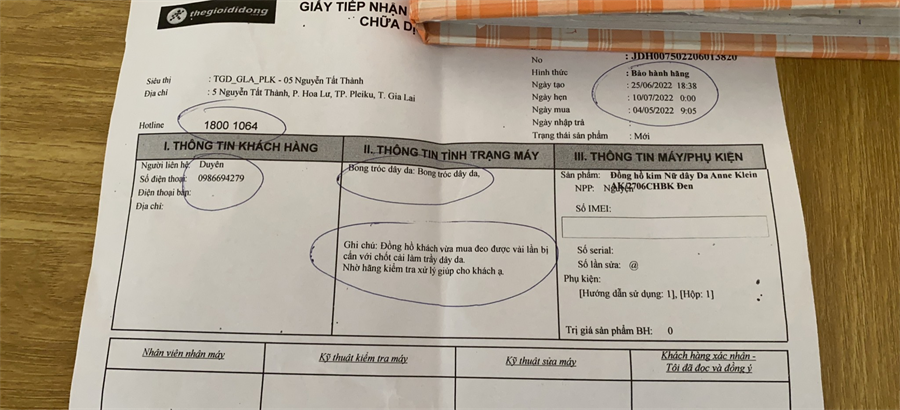 thegioididong
GIẤY TIẾP NHẬN
CHỮA
No : JDH007502206013820
Hình thức : Bảo hành hãng
Ngày tạo : 25/06/2022 18:38
Ngày hẹn : 10/07/2022 0:00
Ngày mua : 04/05/2022 9:05
Ngày nhập trả :
Trạng thái sản phẩm : Mới
Siêu thị : TGD_GLA_PLK - 05 Nguyễn Tất Thành
Địa chỉ : 5 Nguyễn Tất Thành, P. Hoa Lư, TP. Pleiku, T. Gia Lai
Hotline 1800 1064
I. THÔNG TIN KHÁCH HÀNG
Người liên hệ: Duyên
Số điện thoại: 0986694279
Điện thoại bàn:
Địa chỉ:
II. THÔNG TIN TÌNH TRẠNG MÁY
Bong tróc dây da: Bong tróc dây da,
Ghi chú: Đồng hồ khách vừa mua đeo được vài lần bị
cấn với chốt cài làm trầy dây da.
Nhờ hãng kiểm tra xử lý giúp cho khách ạ.
III. THÔNG TIN MÁY/PHỤ KIỆN
Sản phẩm: Đồng hồ kim Nữ dây Da Anne Klein
AK/2706CHBK Đen
NPP:
Số IMEI:
Số serial:
Số lần sửa: @
Phụ kiện:
[Hướng dẫn sử dụng: 1], [Hộp: 1]
Trị giá sản phẩm BH: 0
Nhân viên nhận máy
Kỹ thuật kiểm tra máy
Kỹ thuật sửa máy
Khách hàng xác nhận -
Tôi đã đọc và đồng ý